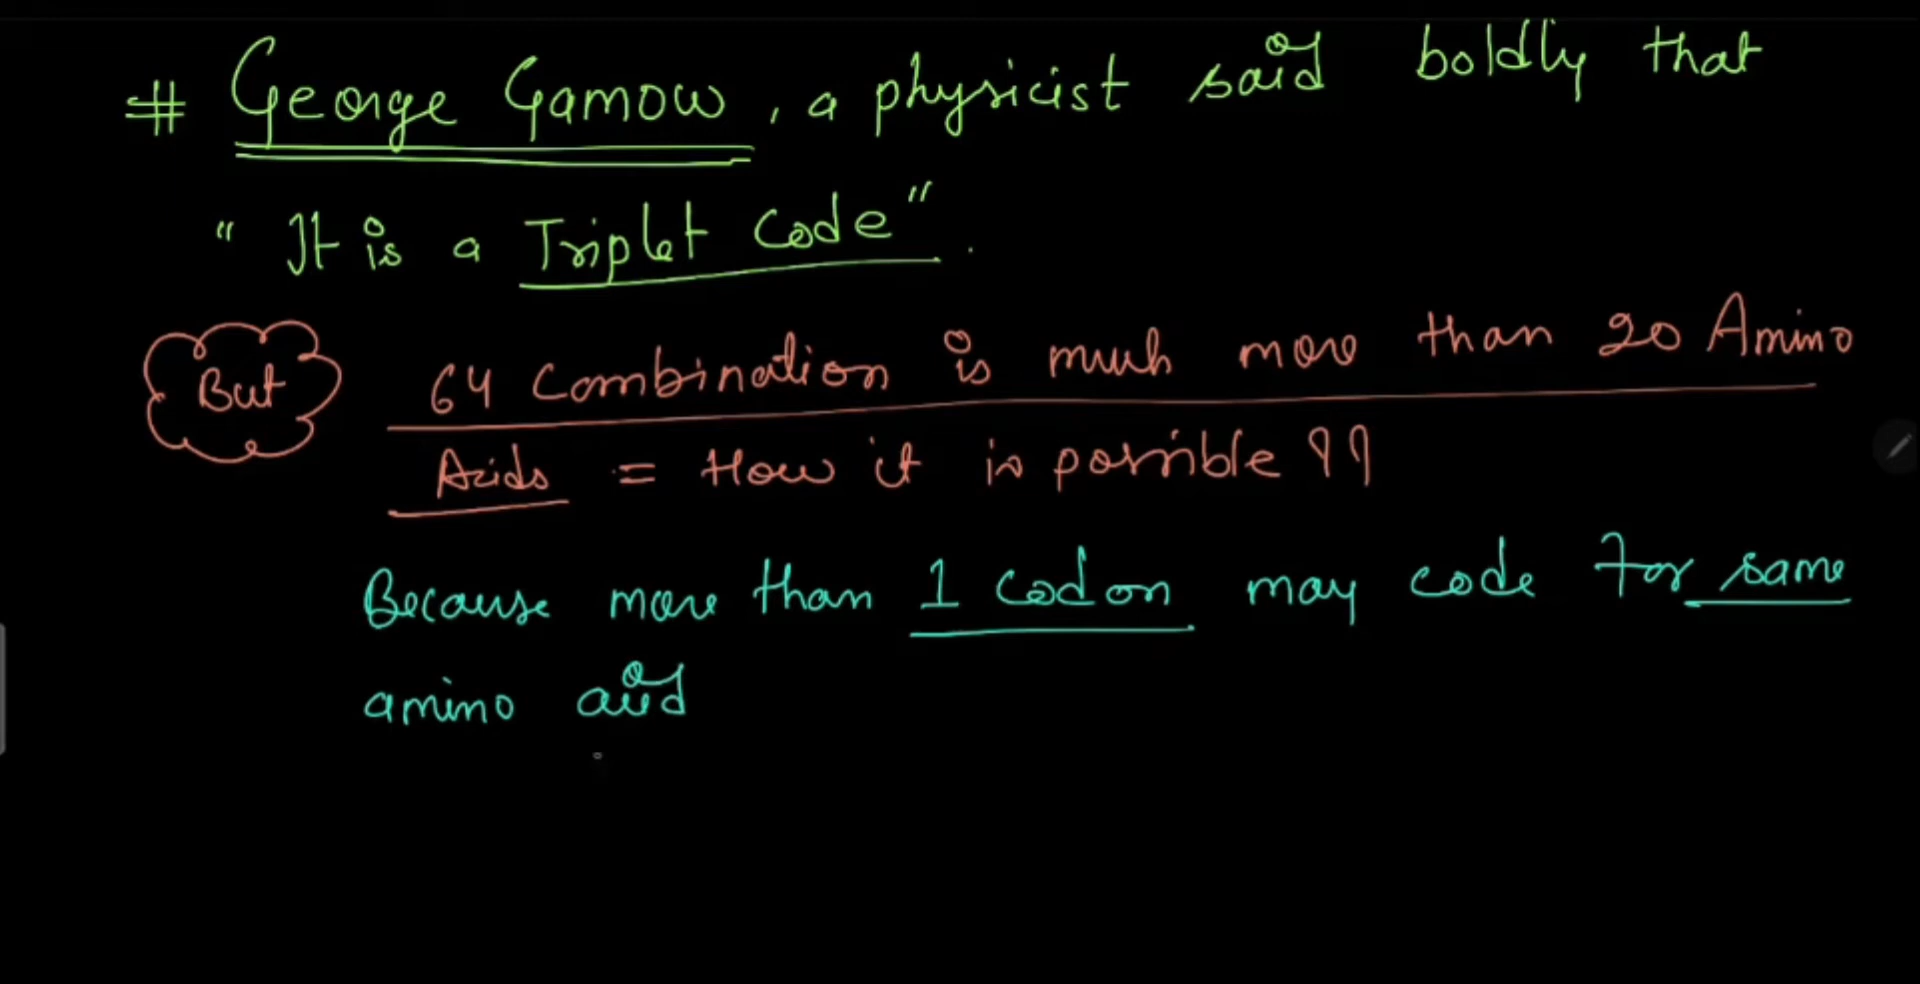 # George Gamow, a physicist said boldly that
"It is a Triplet Code".
But 64 Combination is much more than 20 Amino
Acids = How it is possible ??
Because more than 1 codon may code for same
amino acid